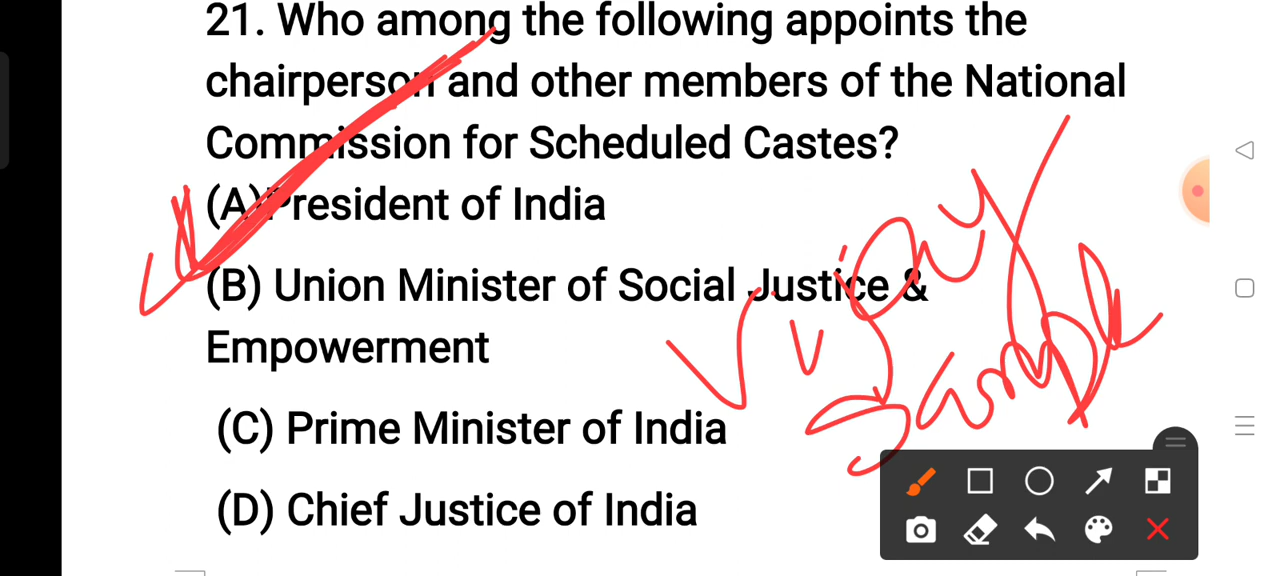 21. Who among the following appoints the
chairperson and other members of the National
Commission for Scheduled Castes?
(A)President of India
(B) Union Minister of Social Justice &
Empowerment
(C) Prime Minister of India
(D) Chief Justice of India
Vijay
Sample